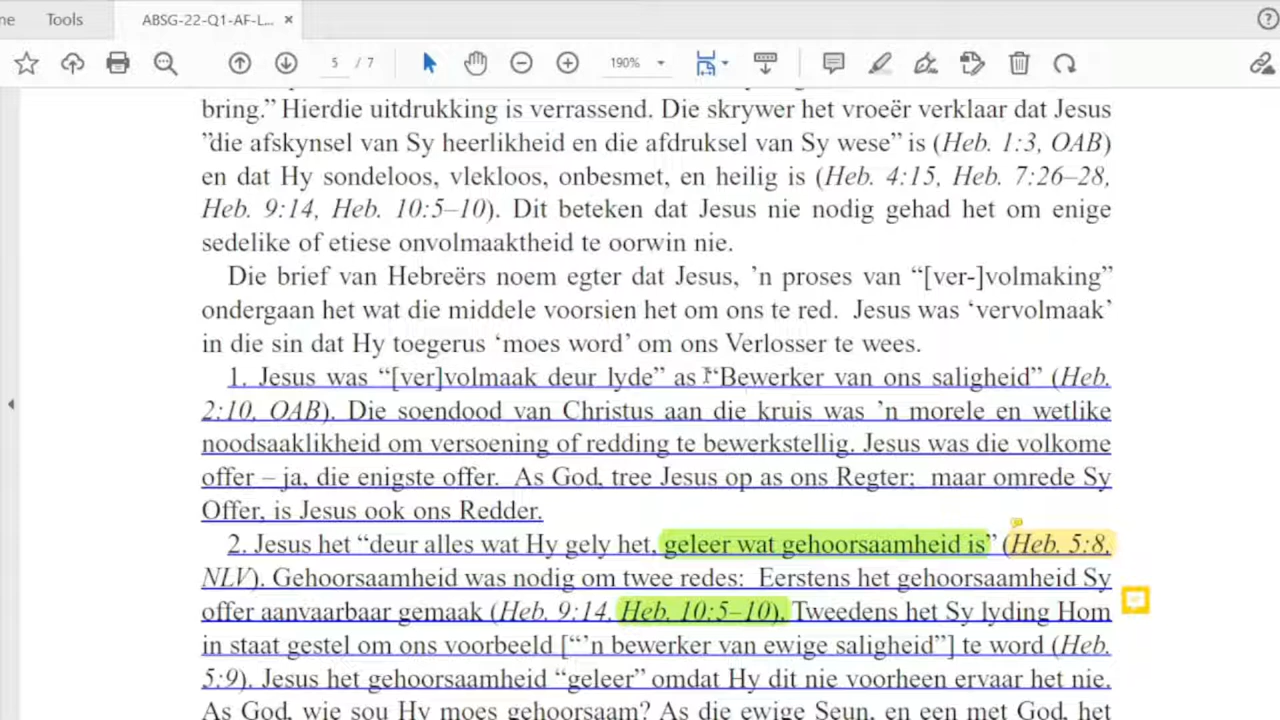 ne
Tools
ABSG-22-Q1-AF-L... ×
5 / 7
190%
bring.” Hierdie uitdrukking is verrassend. Die skrywer het vroeër verklaar dat Jesus
”die afskynsel van Sy heerlikheid en die afdruksel van Sy wese” is (Heb. 1:3, OAB)
en dat Hy sondeloos, vlekloos, onbesmet, en heilig is (Heb. 4:15, Heb. 7:26–28,
Heb. 9:14, Heb. 10:5–10). Dit beteken dat Jesus nie nodig gehad het om enige
sedelike of etiese onvolmaaktheid te oorwin nie.
Die brief van Hebreërs noem egter dat Jesus, ’n proses van “[ver-]volmaking”
ondergaan het wat die middele voorsien het om ons te red. Jesus was ‘vervolmaak’
in die sin dat Hy toegerus ‘moes word’ om ons Verlosser te wees.
1. Jesus was “[ver]volmaak deur lyde” as “Bewerker van ons saligheid” (Heb.
2:10, OAB). Die soendood van Christus aan die kruis was ’n morele en wetlike
noodsaaklikheid om versoening of redding te bewerkstellig. Jesus was die volkome
offer – ja, die enigste offer. As God, tree Jesus op as ons Regter; maar omrede Sy
Offer, is Jesus ook ons Redder.
2. Jesus het “deur alles wat Hy gely het, geleer wat gehoorsaamheid is” (Heb. 5:8,
NLV). Gehoorsaamheid was nodig om twee redes: Eerstens het gehoorsaamheid Sy
offer aanvaarbaar gemaak (Heb. 9:14, Heb. 10:5–10). Tweedens het Sy lyding Hom
in staat gestel om ons voorbeeld [“’n bewerker van ewige saligheid”] te word (Heb.
5:9). Jesus het gehoorsaamheid “geleer” omdat Hy dit nie voorheen ervaar het nie.
As God, wie sou Hy moes gehoorsaam? As die ewige Seun, en een met God, het